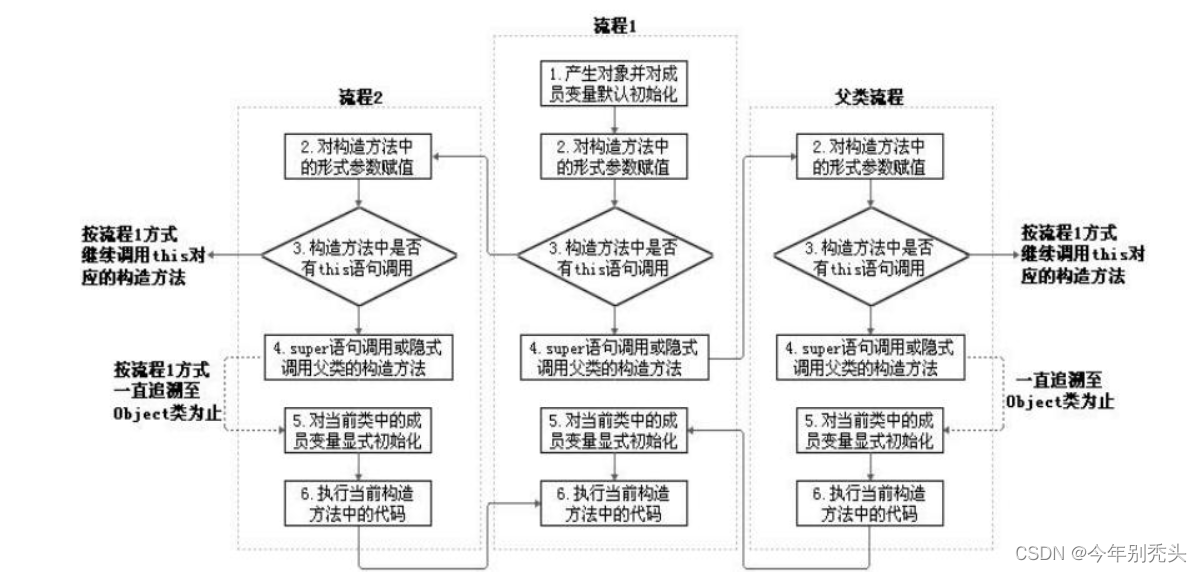 流程1
1.产生对象并对成
员变量默认初始化
2.对构造方法中
的形式参数赋值
3.构造方法中是否
有this语句调用
4.super语句调用或隐式
调用父类的构造方法
5.对当前类中的成
员变量显式初始化
6.执行当前构造
方法中的代码
流程2
2.对构造方法中
的形式参数赋值
3.构造方法中是否
有this语句调用
按流程1方式
继续调用this对
应的构造方法
4.super语句调用或隐式
调用父类的构造方法
按流程1方式
一直追溯至
Object类为止
5.对当前类中的成
员变量显式初始化
6.执行当前构造
方法中的代码
父类流程
2.对构造方法中
的形式参数赋值
3.构造方法中是否
有this语句调用
按流程1方式
继续调用this对
应的构造方法
4.super语句调用或隐式
调用父类的构造方法
一直追溯至
Object类为止
5.对当前类中的成
员变量显式初始化
6.执行当前构造
方法中的代码
CSDN @今年别秃头